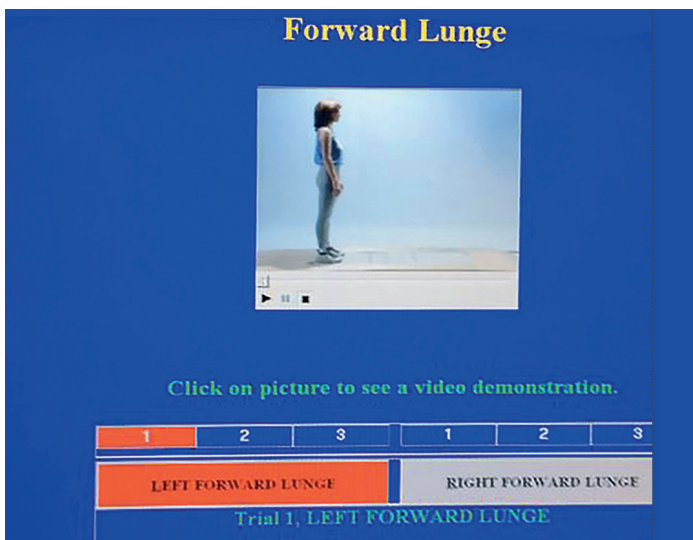 Forward Lunge
Click on picture to see a video demonstration.
1 2 3 1 2 3
LEFT FORWARD LUNGE RIGHT FORWARD LUNGE
Trial 1, LEFT FORWARD LUNGE